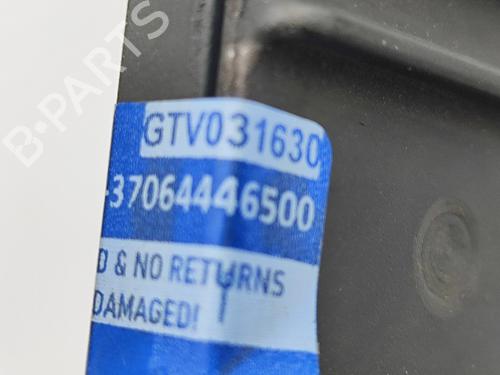 B-PARTS
GTV031630
-37064446500
D & NO RETURNS
DAMAGED!